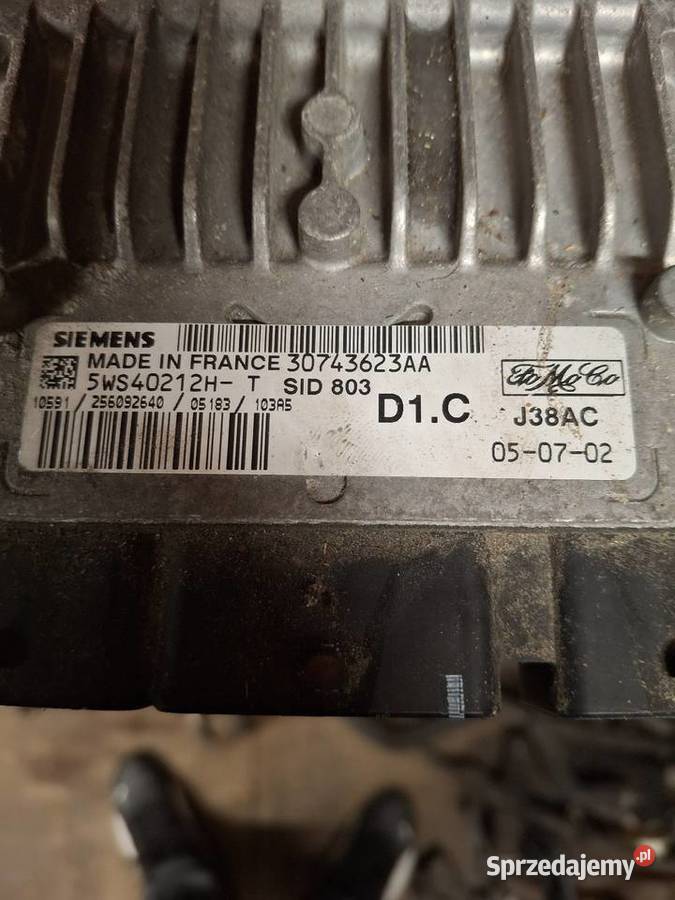 SIEMENS
MADE IN FRANCE 30743623AA
5WS40212H- T SID 803
10591 / 256092640 / 05183 / 103A5
D1.C
FoMoCo
J38AC
05-07-02
Sprzedajemy.pl